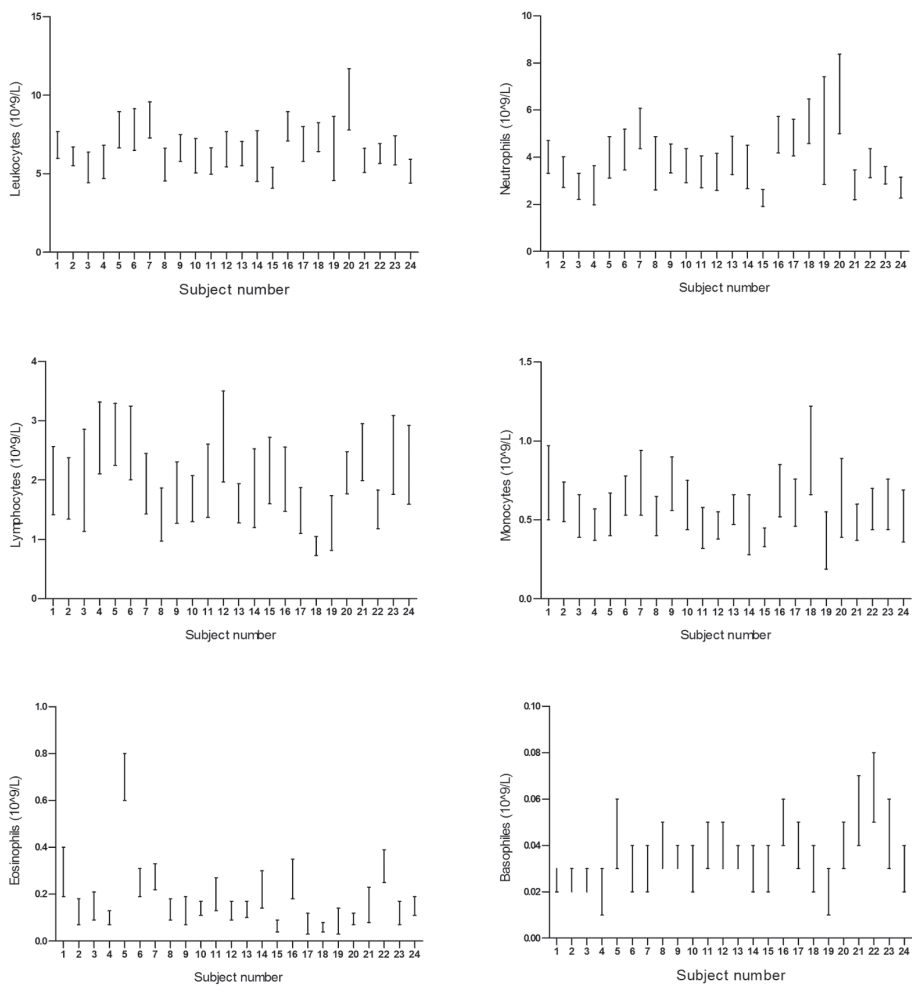 15
10
5
0
Leukocytes (10^9/L)
1 2 3 4 5 6 7 8 9 10 11 12 13 14 15 16 17 18 19 20 21 22 23 24
Subject number
10
8
6
4
2
0
Neutrophils (10^9/L)
1 2 3 4 5 6 7 8 9 10 11 12 13 14 15 16 17 18 19 20 21 22 23 24
Subject number
4
3
2
1
0
Lymphocytes (10^9/L)
1 2 3 4 5 6 7 8 9 10 11 12 13 14 15 16 17 18 19 20 21 22 23 24
Subject number
1.5
1.0
0.5
0.0
Monocytes (10^9/L)
1 2 3 4 5 6 7 8 9 10 11 12 13 14 15 16 17 18 19 20 21 22 23 24
Subject number
1.0
0.8
0.6
0.4
0.2
0.0
Eosinophils (10^9/L)
1 2 3 4 5 6 7 8 9 10 11 12 13 14 15 16 17 18 19 20 21 22 23 24
Subject number
0.10
0.08
0.06
0.04
0.02
0.00
Basophiles (10^9/L)
1 2 3 4 5 6 7 8 9 10 11 12 13 14 15 16 17 18 19 20 21 22 23 24
Subject number